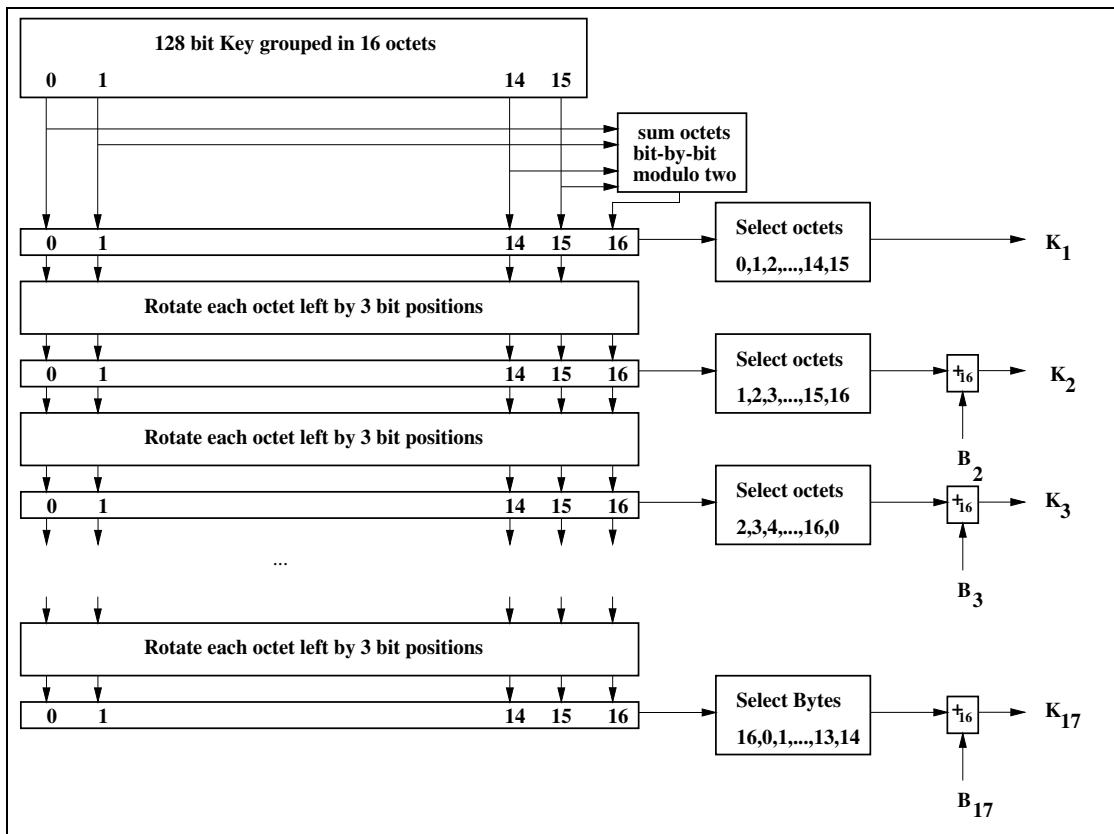 128 bit Key grouped in 16 octets
0 1 14 15
sum octets
bit-by-bit
modulo two
0 1 14 15 16
Select octets
0,1,2,...,14,15
K1
Rotate each octet left by 3 bit positions
0 1 14 15 16
Select octets
1,2,3,...,15,16
+16
K2
B2
Rotate each octet left by 3 bit positions
0 1 14 15 16
Select octets
2,3,4,...,16,0
+16
K3
B3
...
Rotate each octet left by 3 bit positions
0 1 14 15 16
Select Bytes
16,0,1,...,13,14
+16
K17
B17